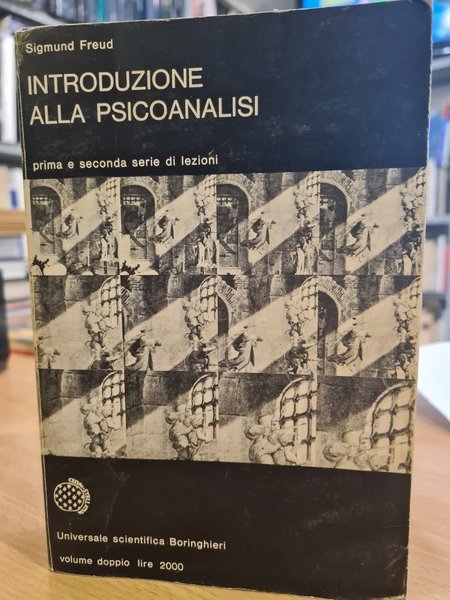 Sigmund Freud
INTRODUZIONE
ALLA PSICOANALISI
prima e seconda serie di lezioni
Universale scientifica Boringhieri
volume doppio lire 2000